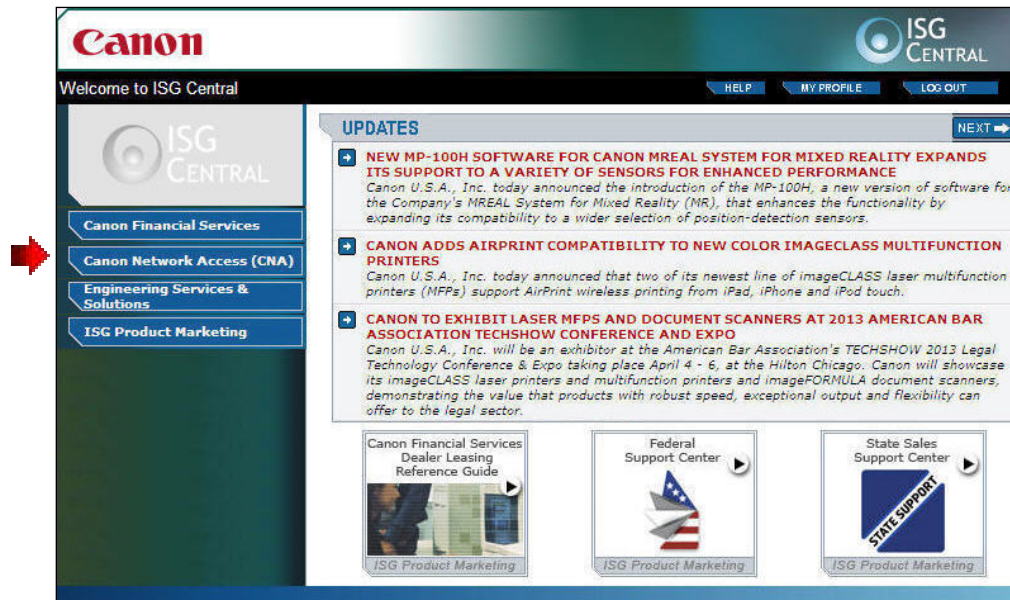 Canon
ISG
CENTRAL
Welcome to ISG Central
HELP
MY PROFILE
LOG OUT
ISG
CENTRAL
Canon Financial Services
Canon Network Access (CNA)
Engineering Services &
Solutions
ISG Product Marketing
UPDATES
NEXT
NEW MP-100H SOFTWARE FOR CANON MREAL SYSTEM FOR MIXED REALITY EXPANDS
ITS SUPPORT TO A VARIETY OF SENSORS FOR ENHANCED PERFORMANCE
Canon U.S.A., Inc. today announced the introduction of the MP-100H, a new version of software for
the Company's MREAL System for Mixed Reality (MR), that enhances the functionality by
expanding its compatibility to a wider selection of position-detection sensors.
CANON ADDS AIRPRINT COMPATIBILITY TO NEW COLOR IMAGECLASS MULTIFUNCTION
PRINTERS
Canon U.S.A., Inc. today announced that two of its newest line of imageCLASS laser multifunction
printers (MFPs) support AirPrint wireless printing from iPad, iPhone and iPod touch.
CANON TO EXHIBIT LASER MFPS AND DOCUMENT SCANNERS AT 2013 AMERICAN BAR
ASSOCIATION TECHSHOW CONFERENCE AND EXPO
Canon U.S.A., Inc. will be an exhibitor at the American Bar Association's TECHSHOW 2013 Legal
Technology Conference & Expo taking place April 4 - 6, at the Hilton Chicago. Canon will showcase
its imageCLASS laser printers and multifunction printers and imageFORMULA document scanners,
demonstrating the value that products with robust speed, exceptional output and flexibility can
offer to the legal sector.
Canon Financial Services
Dealer Leasing
Reference Guide
ISG Product Marketing
Federal
Support Center
ISG Product Marketing
State Sales
Support Center
STATE SUPPORT
ISG Product Marketing